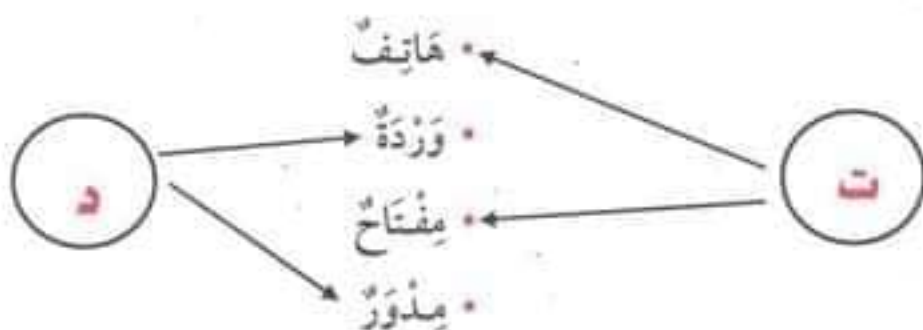 • هَاتِفٌ
• وَرْدَةٌ
ت
د
• مِفْتَاحٌ
• مِدْوَرٌ